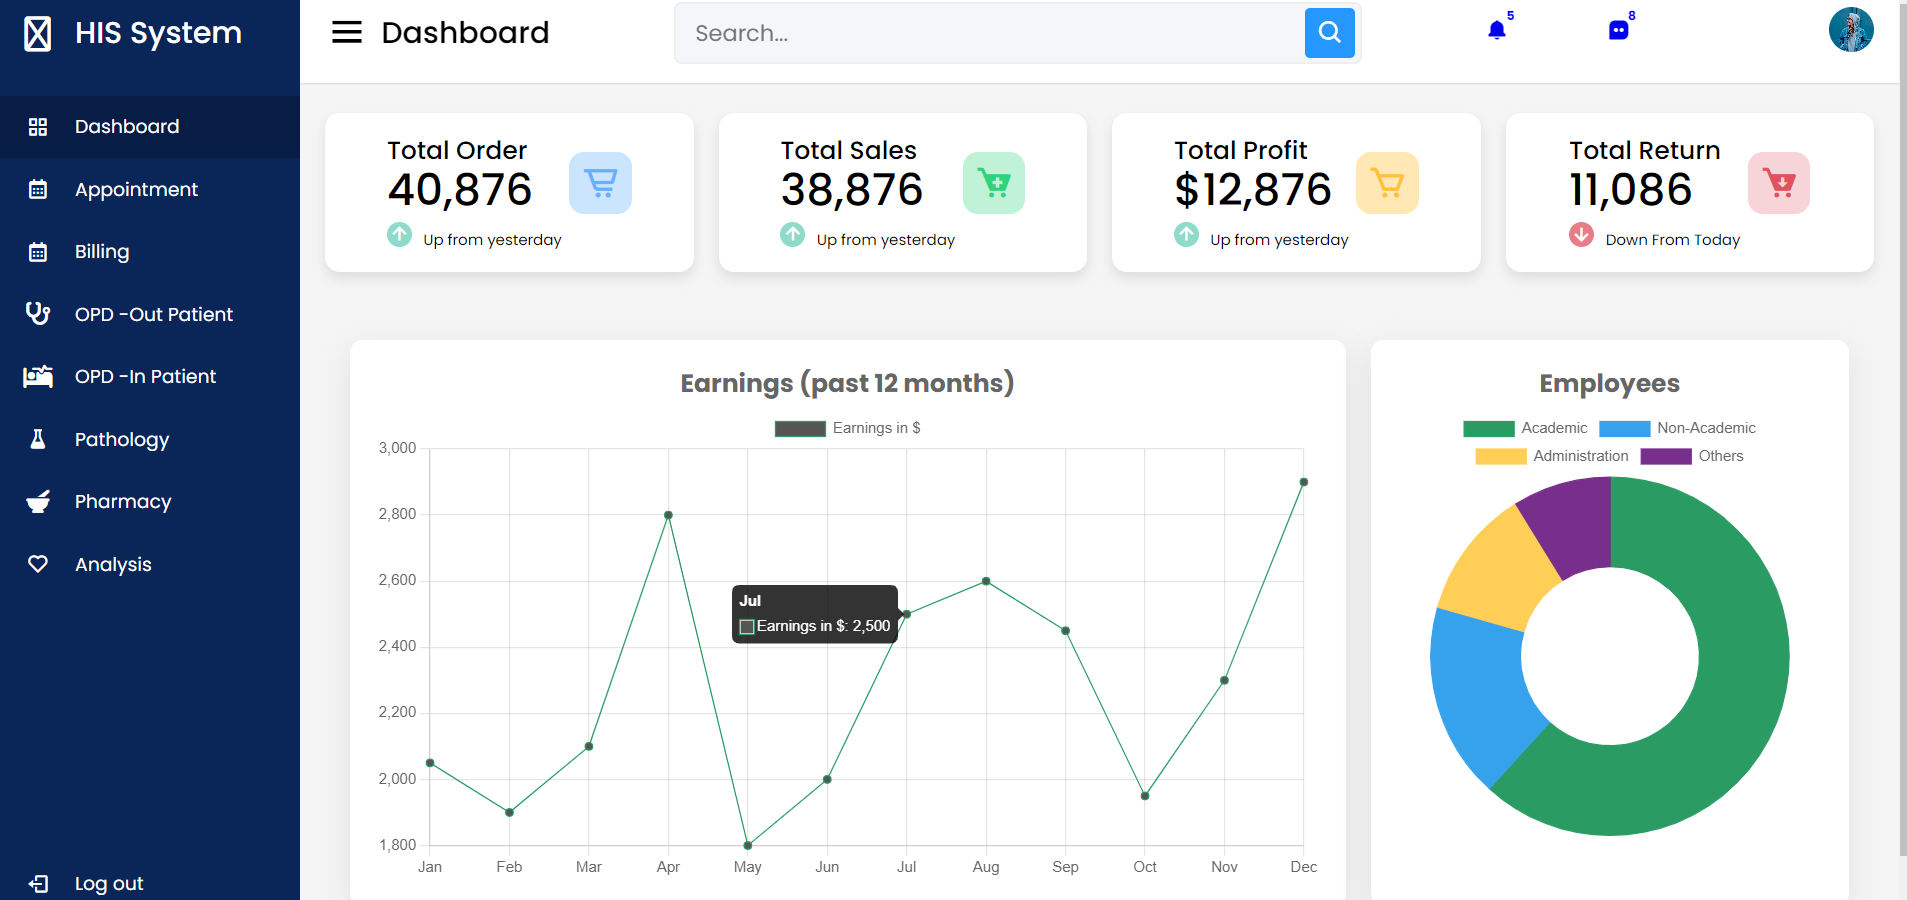 HIS System
Dashboard
Appointment
Billing
OPD -Out Patient
OPD -In Patient
Pathology
Pharmacy
Analysis
Log out
Dashboard
Search...
5
8
Total Order
40,876
Up from yesterday
Total Sales
38,876
Up from yesterday
Total Profit
$12,876
Up from yesterday
Total Return
11,086
Down From Today
Earnings (past 12 months)
Earnings in $
3,000
2,800
2,600
2,400
2,200
2,000
1,800
Jul
Earnings in $: 2,500
Jan Feb Mar Apr May Jun Jul Aug Sep Oct Nov Dec
Employees
Academic Non-Academic
Administration Others